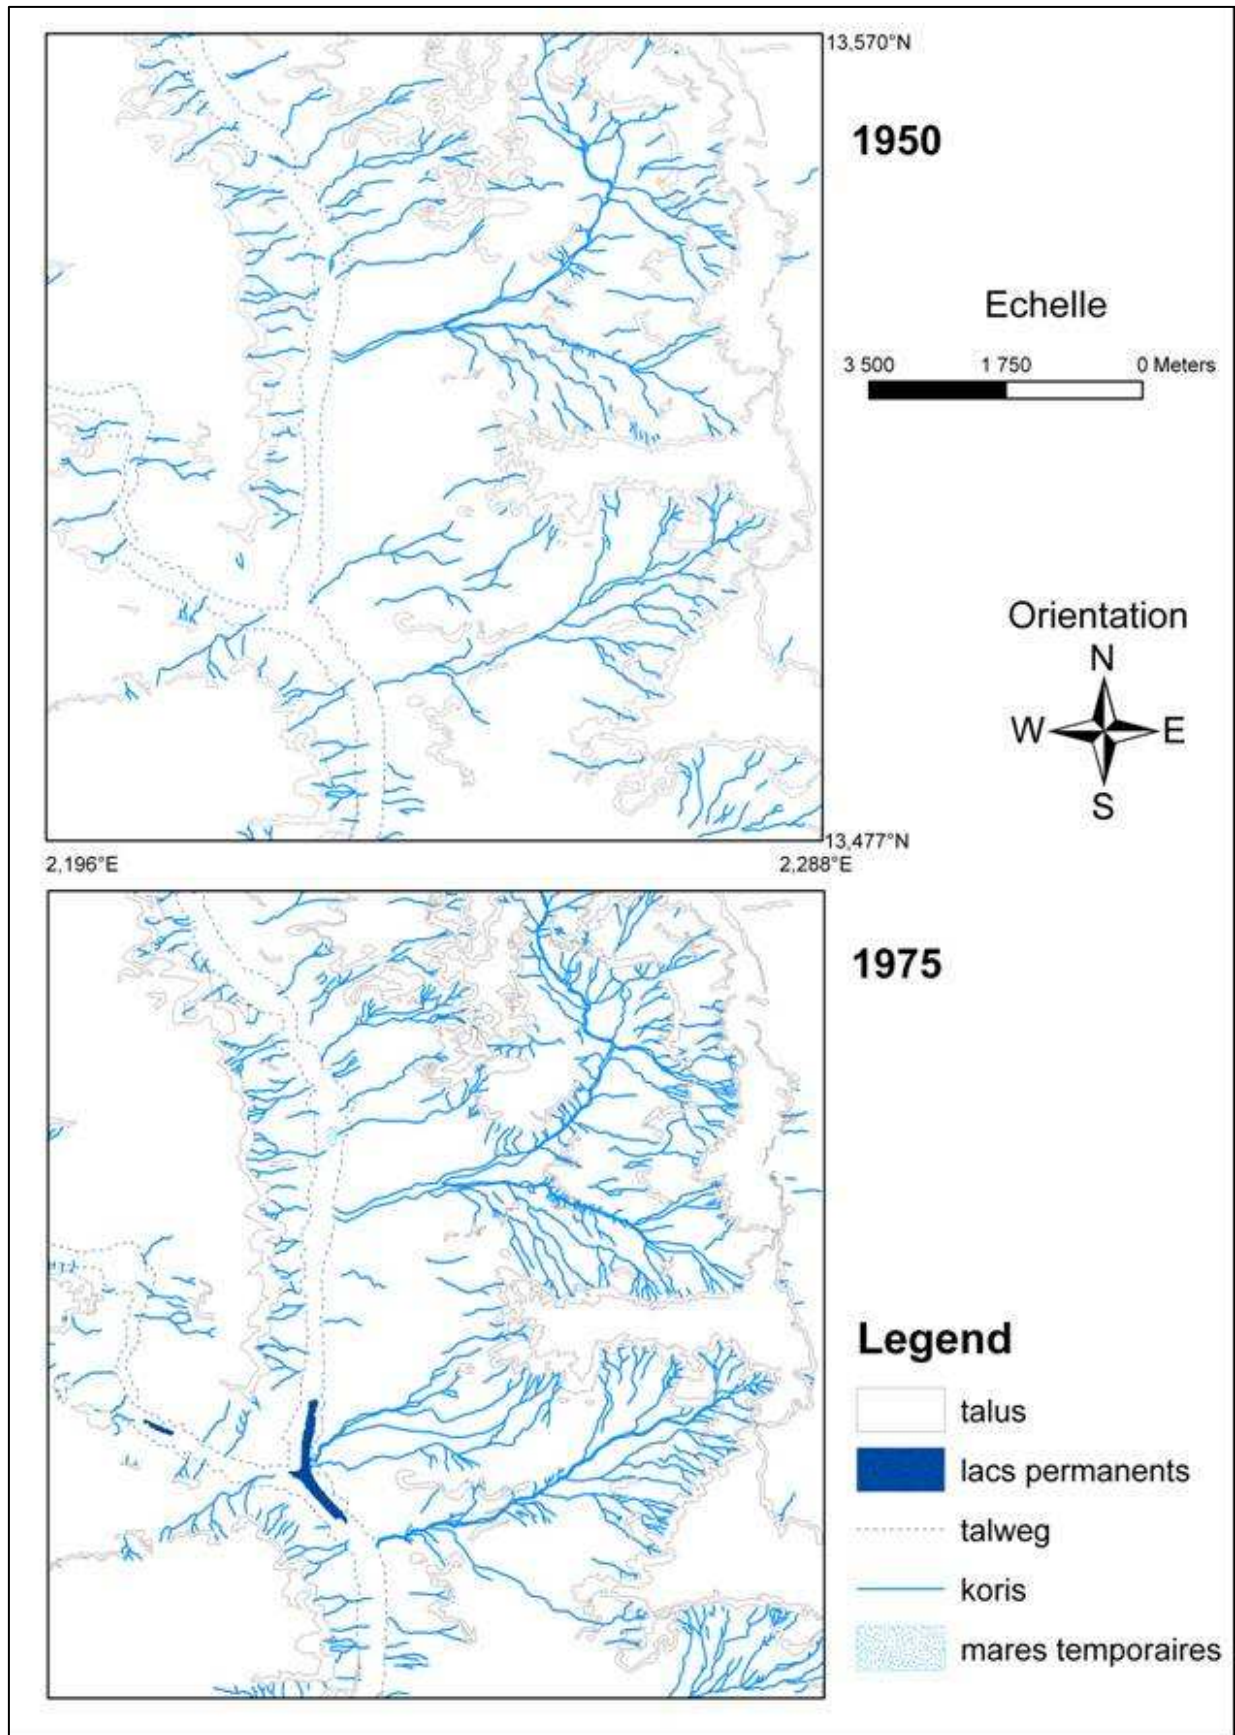 13,570°N
1950
Echelle
3 500 1 750 0 Meters
Orientation
N
W E
S
13,477°N
2,196°E 2,288°E
1975
Legend
talus
lacs permanents
talweg
koris
mares temporaires